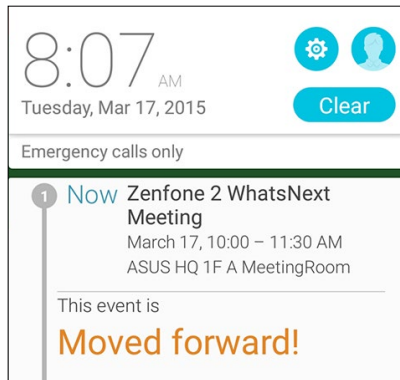 8:07 AM
Tuesday, Mar 17, 2015
Clear
Emergency calls only
1 Now Zenfone 2 WhatsNext
Meeting
March 17, 10:00 – 11:30 AM
ASUS HQ 1F A MeetingRoom
This event is
Moved forward!